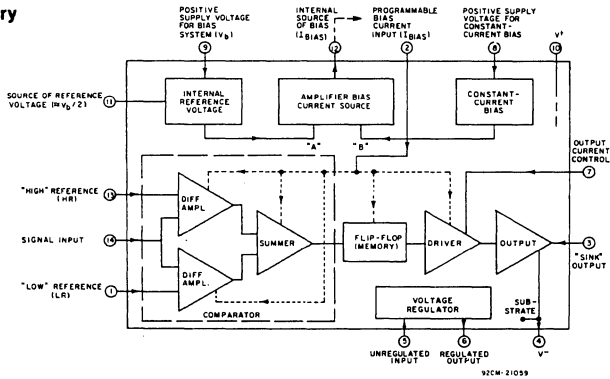 ry
POSITIVE
SUPPLY VOLTAGE
FOR BIAS
SYSTEM (Vb)
INTERNAL
SOURCE
OF BIAS
(IBIAS)
PROGRAMMABLE
BIAS
CURRENT
INPUT (IBIAS)
POSITIVE SUPPLY
VOLTAGE FOR
CONSTANT-
CURRENT BIAS
V+
9
12
2
8
10
SOURCE OF REFERENCE
VOLTAGE (≈Vb/2)
11
INTERNAL
REFERENCE
VOLTAGE
AMPLIFIER BIAS
CURRENT SOURCE
CONSTANT-
CURRENT
BIAS
"A"
"B"
OUTPUT
CURRENT
CONTROL
7
"HIGH" REFERENCE
(HR)
13
DIFF
AMPL.
SIGNAL INPUT
14
SUMMER
FLIP-FLOP
(MEMORY)
DRIVER
OUTPUT
3
"SINK"
OUTPUT
DIFF
AMPL.
"LOW" REFERENCE
(LR)
1
COMPARATOR
VOLTAGE
REGULATOR
SUB-
STRATE
5
6
4
UNREGULATED
INPUT
REGULATED
OUTPUT
V−
92CM-21059